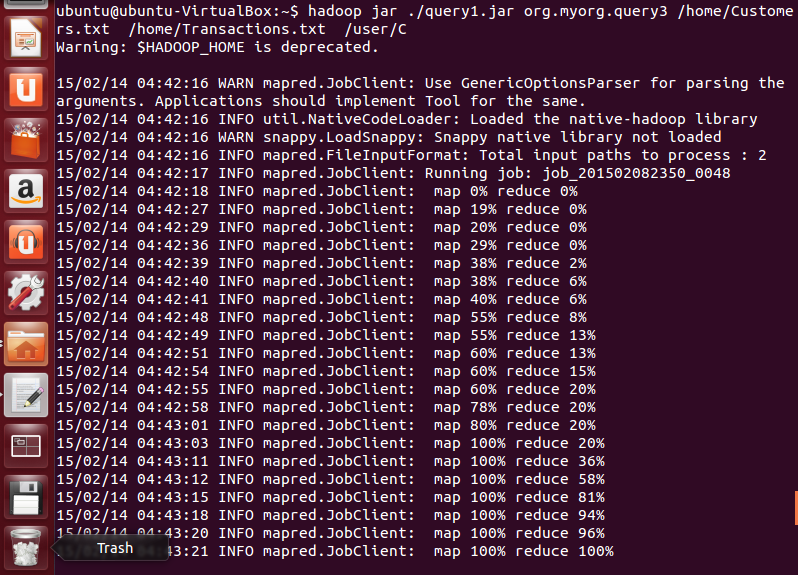 ubuntu@ubuntu-VirtualBox:~$ hadoop jar ./query1.jar org.myorg.query3 /home/Custome
rs.txt  /home/Transactions.txt  /user/C
Warning: $HADOOP_HOME is deprecated.
15/02/14 04:42:16 WARN mapred.JobClient: Use GenericOptionsParser for parsing the
arguments. Applications should implement Tool for the same.
15/02/14 04:42:16 INFO util.NativeCodeLoader: Loaded the native-hadoop library
15/02/14 04:42:16 WARN snappy.LoadSnappy: Snappy native library not loaded
15/02/14 04:42:16 INFO mapred.FileInputFormat: Total input paths to process : 2
15/02/14 04:42:17 INFO mapred.JobClient: Running job: job_201502082350_0048
15/02/14 04:42:18 INFO mapred.JobClient:  map 0% reduce 0%
15/02/14 04:42:27 INFO mapred.JobClient:  map 19% reduce 0%
15/02/14 04:42:29 INFO mapred.JobClient:  map 20% reduce 0%
15/02/14 04:42:36 INFO mapred.JobClient:  map 29% reduce 0%
15/02/14 04:42:39 INFO mapred.JobClient:  map 38% reduce 2%
15/02/14 04:42:40 INFO mapred.JobClient:  map 38% reduce 6%
15/02/14 04:42:41 INFO mapred.JobClient:  map 40% reduce 6%
15/02/14 04:42:48 INFO mapred.JobClient:  map 55% reduce 8%
15/02/14 04:42:49 INFO mapred.JobClient:  map 55% reduce 13%
15/02/14 04:42:51 INFO mapred.JobClient:  map 60% reduce 13%
15/02/14 04:42:54 INFO mapred.JobClient:  map 60% reduce 15%
15/02/14 04:42:55 INFO mapred.JobClient:  map 60% reduce 20%
15/02/14 04:42:58 INFO mapred.JobClient:  map 78% reduce 20%
15/02/14 04:43:01 INFO mapred.JobClient:  map 80% reduce 20%
15/02/14 04:43:03 INFO mapred.JobClient:  map 100% reduce 20%
15/02/14 04:43:11 INFO mapred.JobClient:  map 100% reduce 36%
15/02/14 04:43:12 INFO mapred.JobClient:  map 100% reduce 58%
15/02/14 04:43:15 INFO mapred.JobClient:  map 100% reduce 81%
15/02/14 04:43:18 INFO mapred.JobClient:  map 100% reduce 94%
15/02/14 04:43:20 INFO mapred.JobClient:  map 100% reduce 96%
43:21 INFO mapred.JobClient:  map 100% reduce 100%
Trash